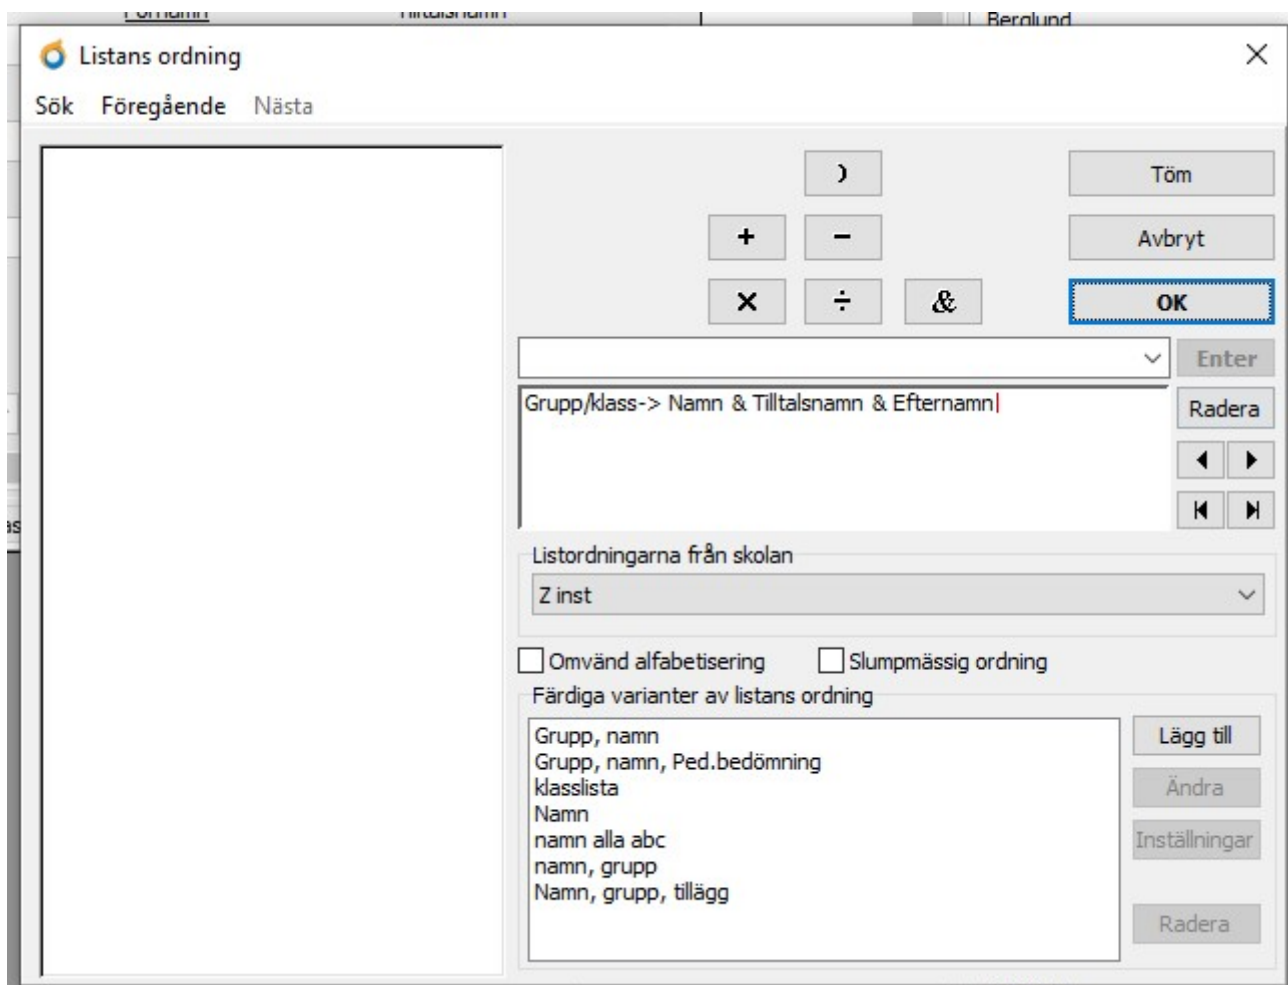 Förnamn Tilltalsnamn Berglund
Listans ordning
Sök Föregående Nästa
) Töm
+ - Avbryt
× ÷ & OK
Enter
Grupp/klass-> Namn & Tilltalsnamn & Efternamn
Radera
Listordningarna från skolan
Z inst
Omvänd alfabetisering Slumpmässig ordning
Färdiga varianter av listans ordning
Grupp, namn
Grupp, namn, Ped.bedömning
klasslista
Namn
namn alla abc
namn, grupp
Namn, grupp, tillägg
Lägg till
Ändra
Inställningar
Radera